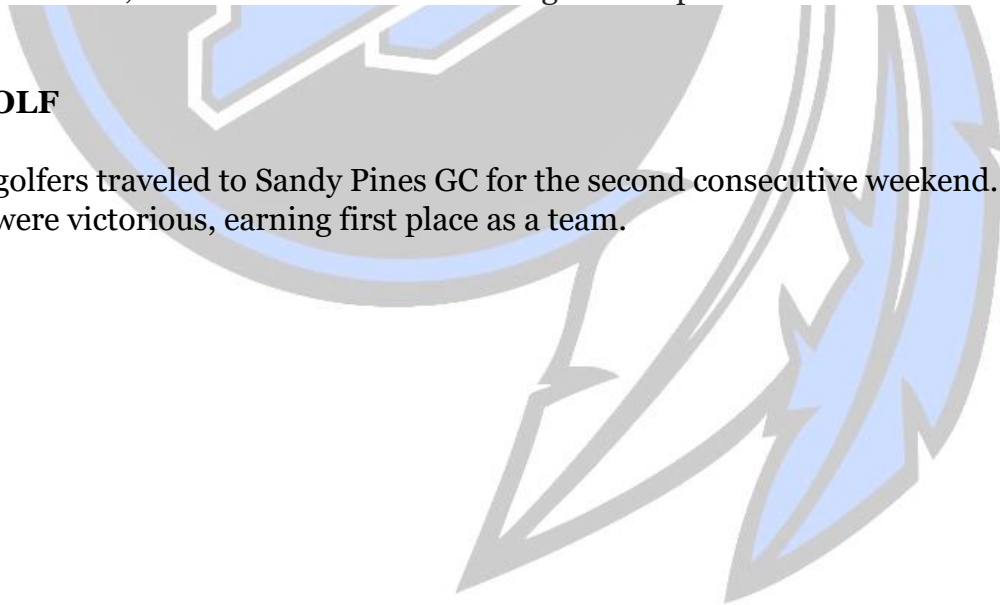 OLF
golfers traveled to Sandy Pines GC for the second consecutive weekend.
were victorious, earning first place as a team.